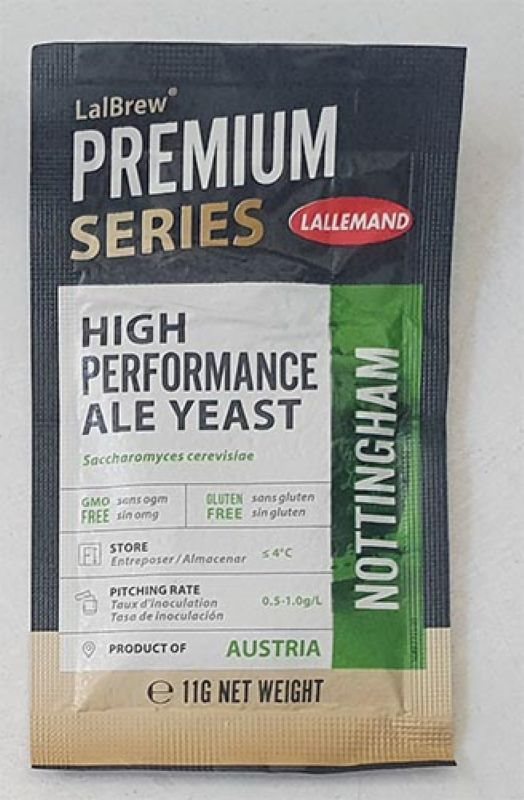 LalBrew®
PREMIUM
SERIES
LALLEMAND
HIGH
PERFORMANCE
ALE YEAST
Saccharomyces cerevisiae
GMO sans ogm
FREE sin omg
GLUTEN sans gluten
FREE sin gluten
STORE
Entreposer / Almacenar
≤ 4°C
PITCHING RATE
Taux d'inoculation
Tasa de inoculación
0.5-1.0g/L
PRODUCT OF AUSTRIA
NOTTINGHAM
℮ 11G NET WEIGHT